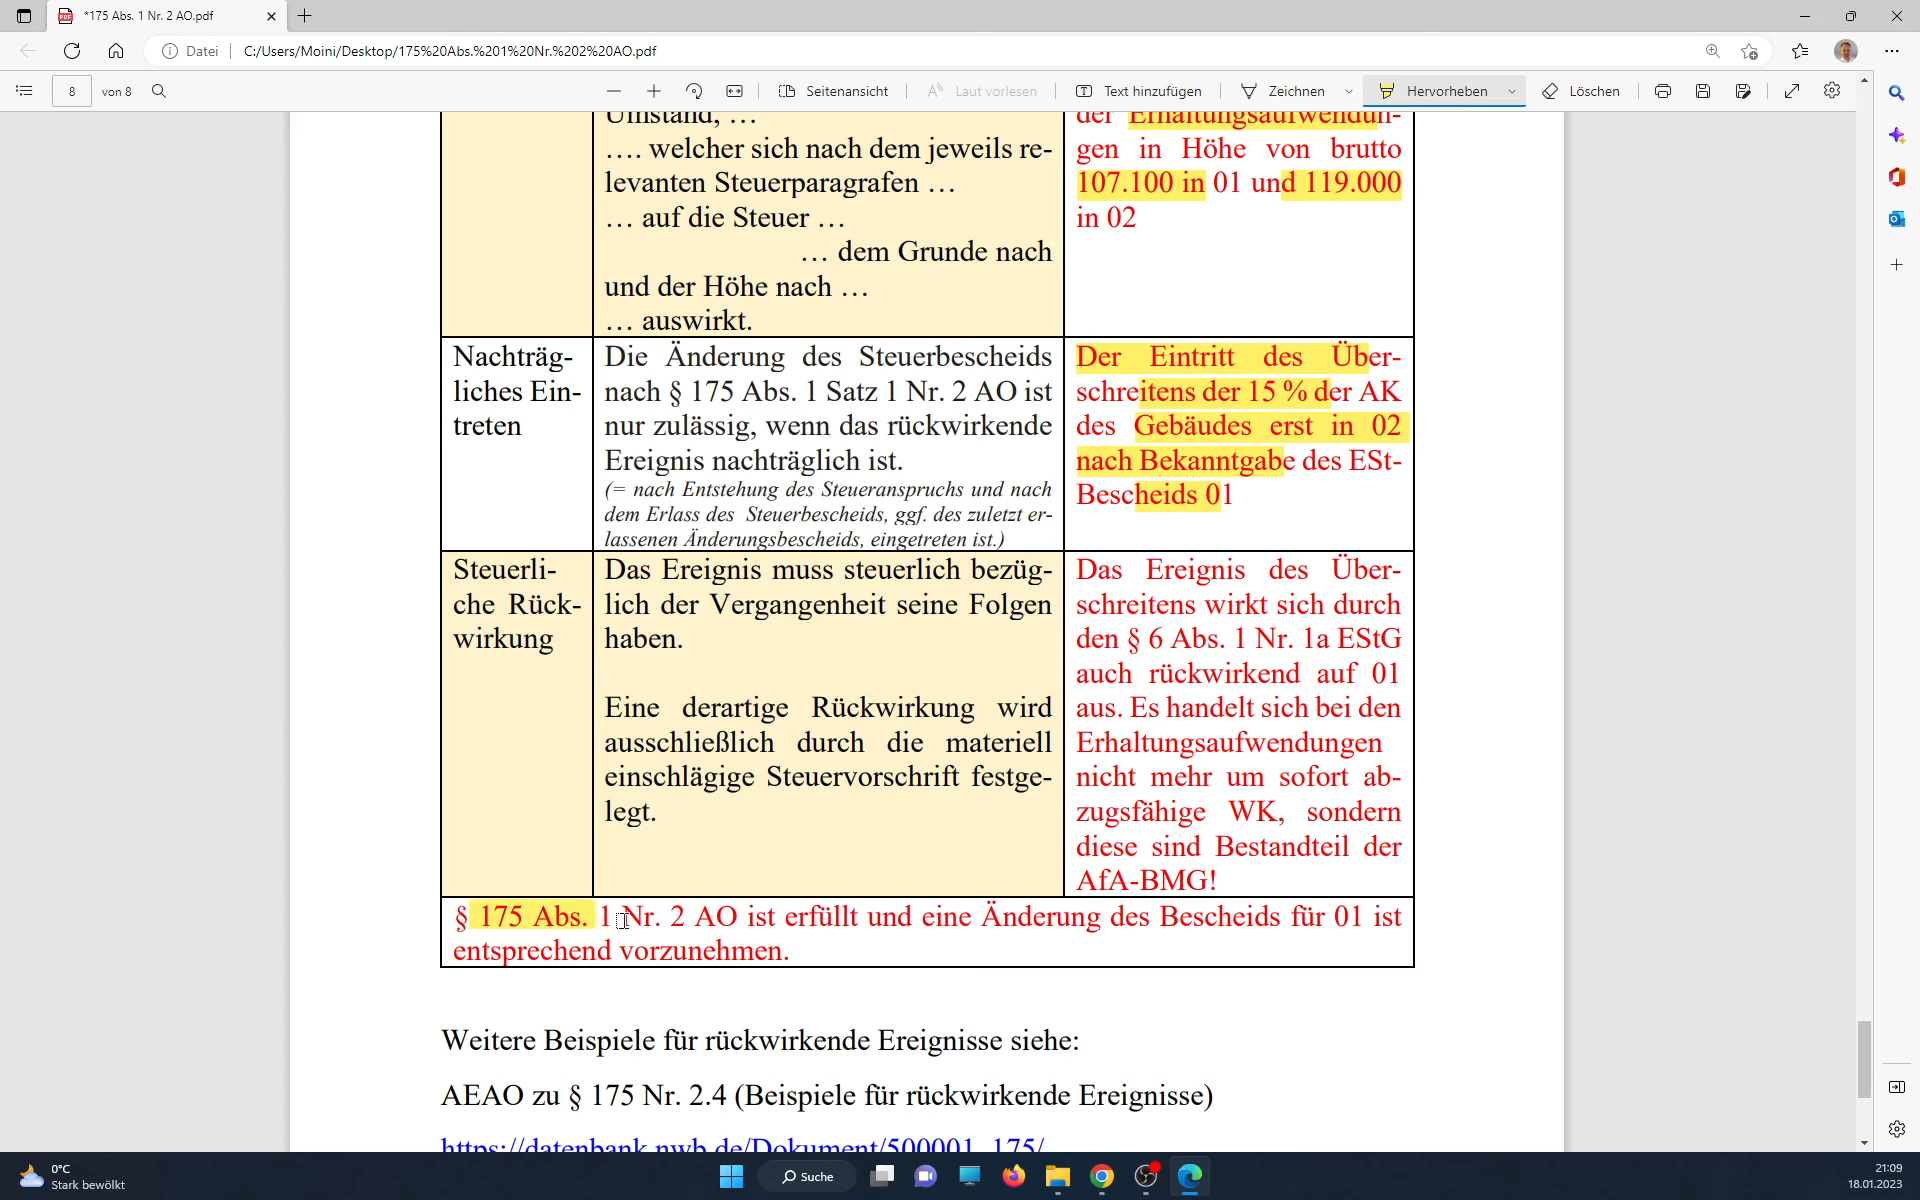 *175 Abs. 1 Nr. 2 AO.pdf
Datei
C:/Users/Moini/Desktop/175%20Abs.%201%20Nr.%202%20AO.pdf
8 von 8
Seitenansicht
Laut vorlesen
Text hinzufügen
Zeichnen
Hervorheben
Löschen
Umstand, …
…. welcher sich nach dem jeweils re-
levanten Steuerparagrafen …
… auf die Steuer …
… dem Grunde nach
und der Höhe nach …
… auswirkt.
der Erhaltungsaufwendun-
gen in Höhe von brutto
107.100 in 01 und 119.000
in 02
Nachträg-
liches Ein-
treten
Die Änderung des Steuerbescheids
nach § 175 Abs. 1 Satz 1 Nr. 2 AO ist
nur zulässig, wenn das rückwirkende
Ereignis nachträglich ist.
(= nach Entstehung des Steueranspruchs und nach
dem Erlass des Steuerbescheids, ggf. des zuletzt er-
lassenen Änderungsbescheids, eingetreten ist.)
Der Eintritt des Über-
schreitens der 15 % der AK
des Gebäudes erst in 02
nach Bekanntgabe des ESt-
Bescheids 01
Steuerli-
che Rück-
wirkung
Das Ereignis muss steuerlich bezüg-
lich der Vergangenheit seine Folgen
haben.
Eine derartige Rückwirkung wird
ausschließlich durch die materiell
einschlägige Steuervorschrift festge-
legt.
Das Ereignis des Über-
schreitens wirkt sich durch
den § 6 Abs. 1 Nr. 1a EStG
auch rückwirkend auf 01
aus. Es handelt sich bei den
Erhaltungsaufwendungen
nicht mehr um sofort ab-
zugsfähige WK, sondern
diese sind Bestandteil der
AfA-BMG!
§ 175 Abs. 1 Nr. 2 AO ist erfüllt und eine Änderung des Bescheids für 01 ist
entsprechend vorzunehmen.
Weitere Beispiele für rückwirkende Ereignisse siehe:
AEAO zu § 175 Nr. 2.4 (Beispiele für rückwirkende Ereignisse)
https://datenbank.nwb.de/Dokument/500001_175/
0°C
Stark bewölkt
Suche
21:09
18.01.2023